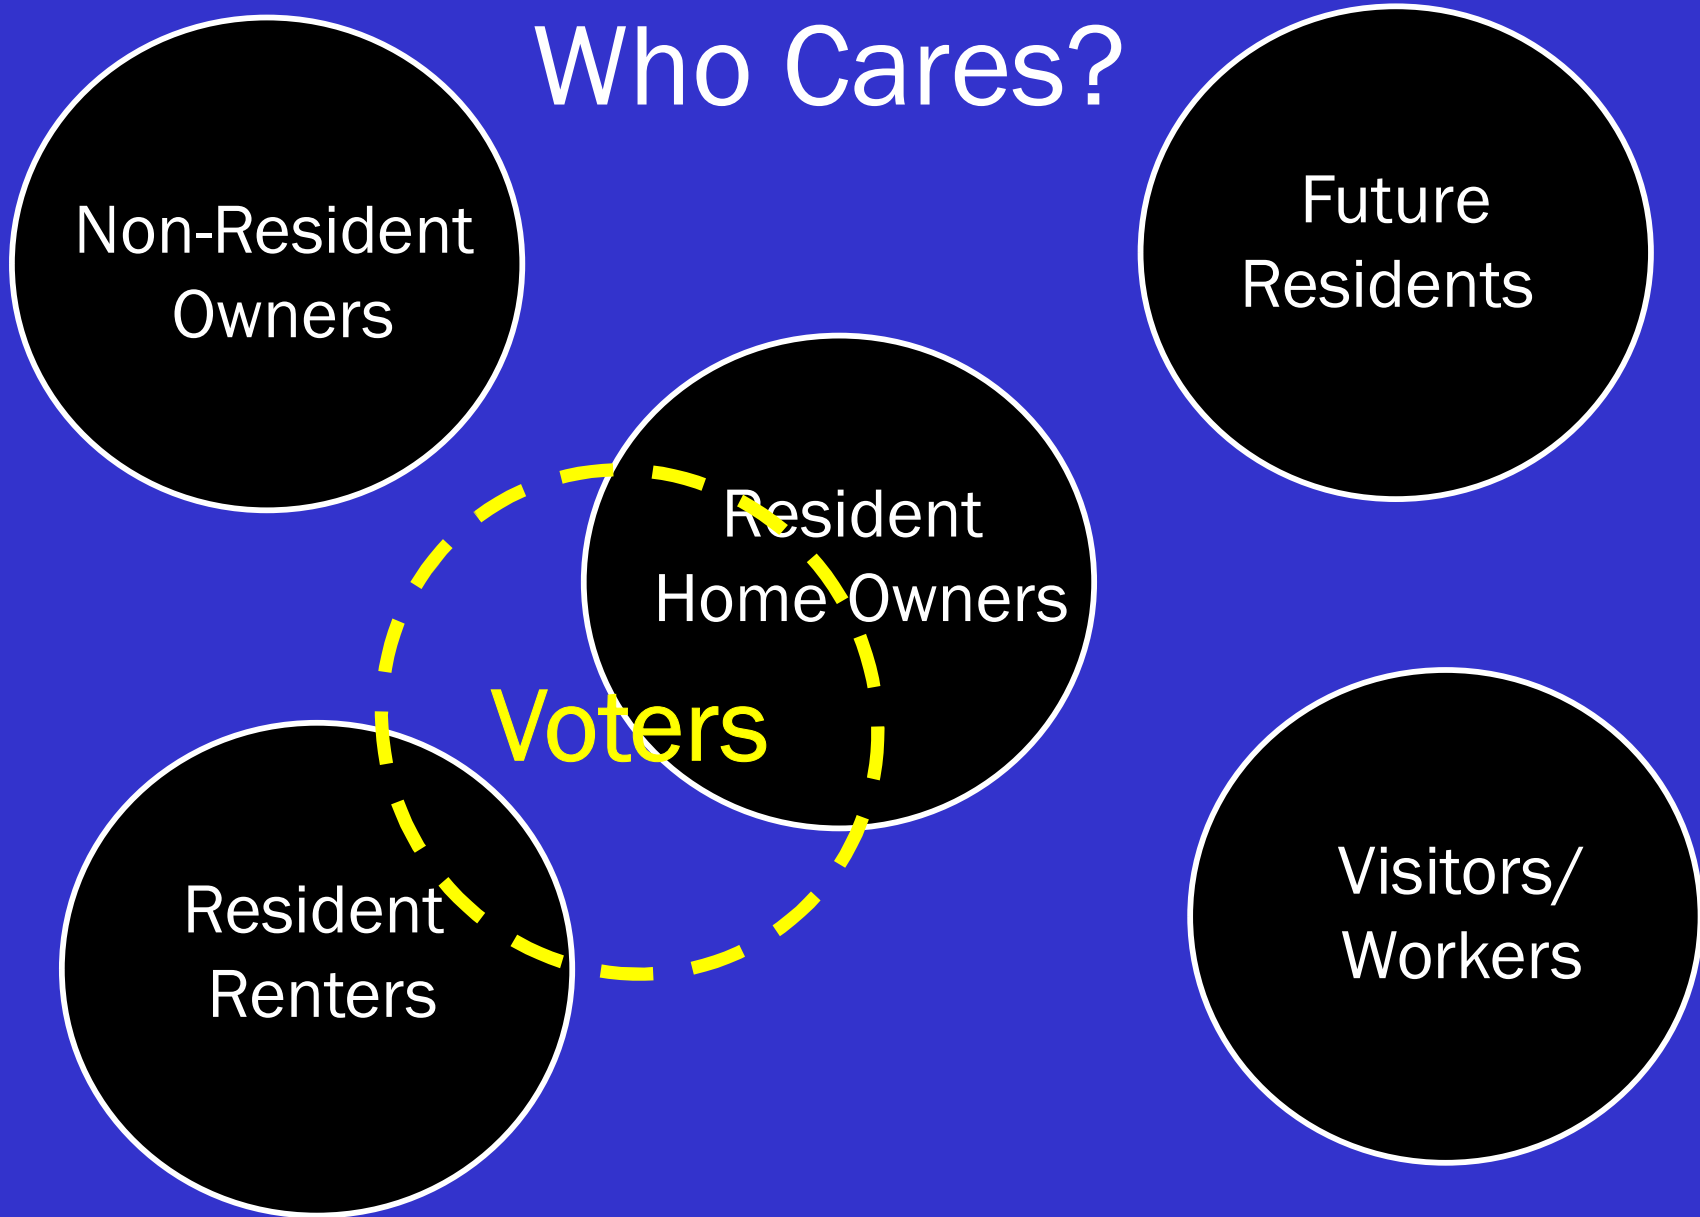 Who Cares?
Non-Resident
Owners
Future
Residents
Resident
Home Owners
Voters
Resident
Renters
Visitors/
Workers